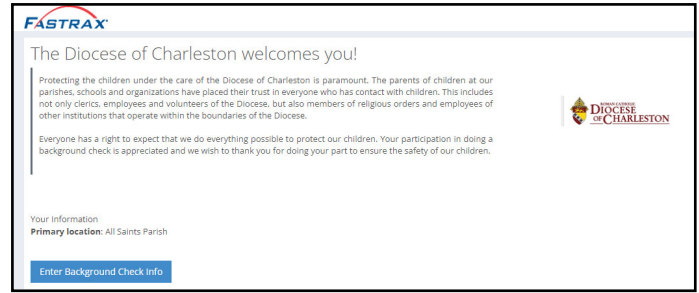 FASTRAX
The Diocese of Charleston welcomes you!
Protecting the children under the care of the Diocese of Charleston is paramount. The parents of children at our
parishes, schools and organizations have placed their trust in everyone who has contact with children. This includes
not only clerics, employees and volunteers of the Diocese, but also members of religious orders and employees of
other institutions that operate within the boundaries of the Diocese.
Everyone has a right to expect that we do everything possible to protect our children. Your participation in doing a
background check is appreciated and we wish to thank you for doing your part to ensure the safety of our children.
ROMAN CATHOLIC
DIOCESE
OF CHARLESTON
Your Information
Primary location: All Saints Parish
Enter Background Check Info